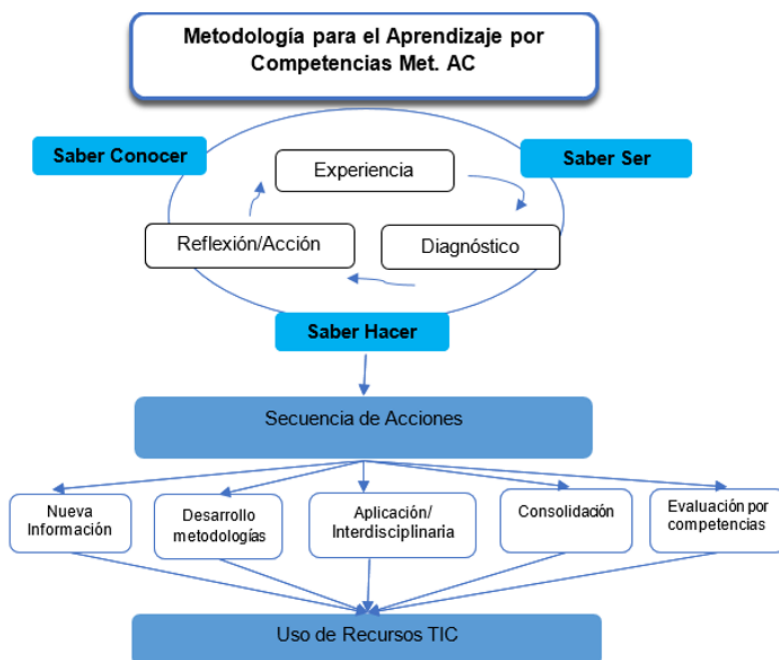 Metodología para el Aprendizaje por
Competencias Met. AC
Saber Conocer
Saber Ser
Experiencia
Reflexión/Acción
Diagnóstico
Saber Hacer
Secuencia de Acciones
Nueva
Información
Desarrollo
metodologías
Aplicación/
Interdisciplinaria
Consolidación
Evaluación por
competencias
Uso de Recursos TIC